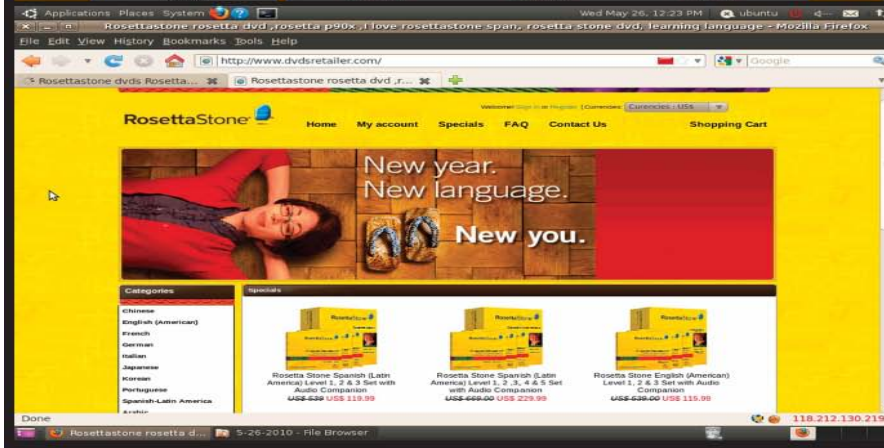 Applications Places System
Wed May 26, 12:23 PM ubuntu
Rosettastone rosetta dvd,rosetta p90x ,I love rosettastone span, rosetta stone dvd, learning language - Mozilla Firefox
File Edit View History Bookmarks Tools Help
http://www.dvdsretailer.com/
Google
Rosettastone dvds Rosetta... Rosettastone rosetta dvd ,r...
Welcome! Sign in or Register |Currencies: Currencies : US$
RosettaStone
Home My account Specials FAQ Contact Us Shopping Cart
New year.
New language.
New you.
Categories
Specials
Chinese
English (American)
French
German
Italian
Japanese
Korean
Portuguese
Spanish-Latin America
Arabic
RosettaStone RosettaStone RosettaStone
Rosetta Stone Spanish (Latin
America) Level 1, 2 & 3 Set with
Audio Companion
US$ 539 US$ 119.99
Rosetta Stone Spanish (Latin
America) Level 1, 2 ,3, 4 & 5 Set
with Audio Companion
US$ 669.00 US$ 229.99
Rosetta Stone English (American)
Level 1, 2 & 3 Set with Audio
Companion
US$ 539.00 US$ 115.98
Done
118.212.130.219
Rosettastone rosetta d... 5-26-2010 - File Browser